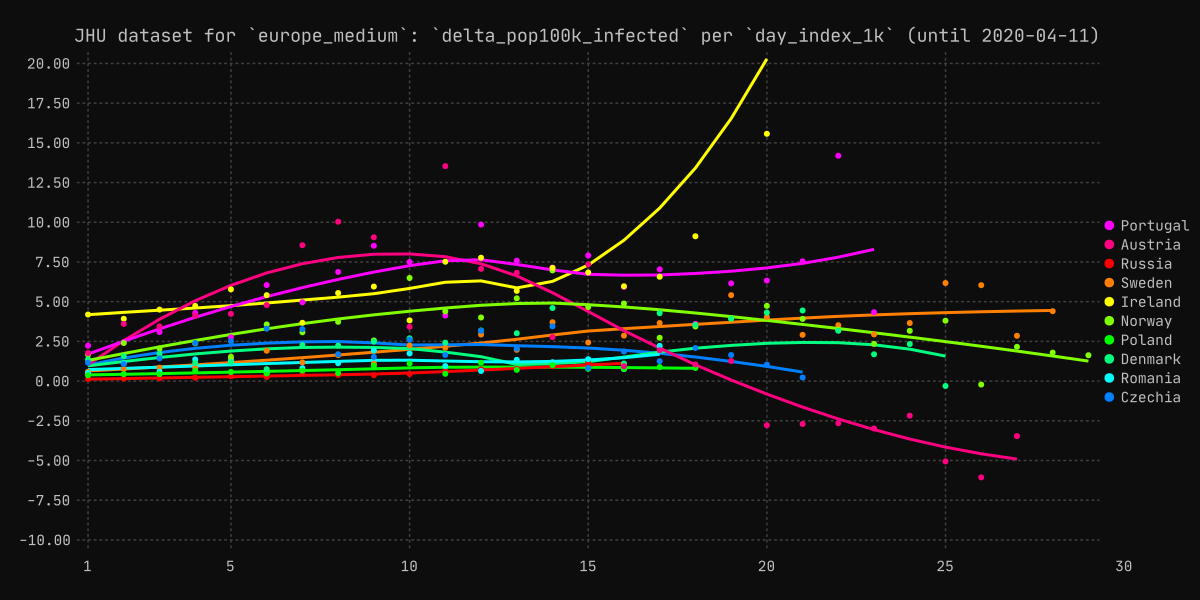 JHU dataset for `europe_medium`: `delta_pop100k_infected` per `day_index_1k` (until 2020-04-11)
20.00
17.50
15.00
12.50
10.00
7.50
5.00
2.50
0.00
-2.50
-5.00
-7.50
-10.00
1 5 10 15 20 25 30
Portugal
Austria
Russia
Sweden
Ireland
Norway
Poland
Denmark
Romania
Czechia